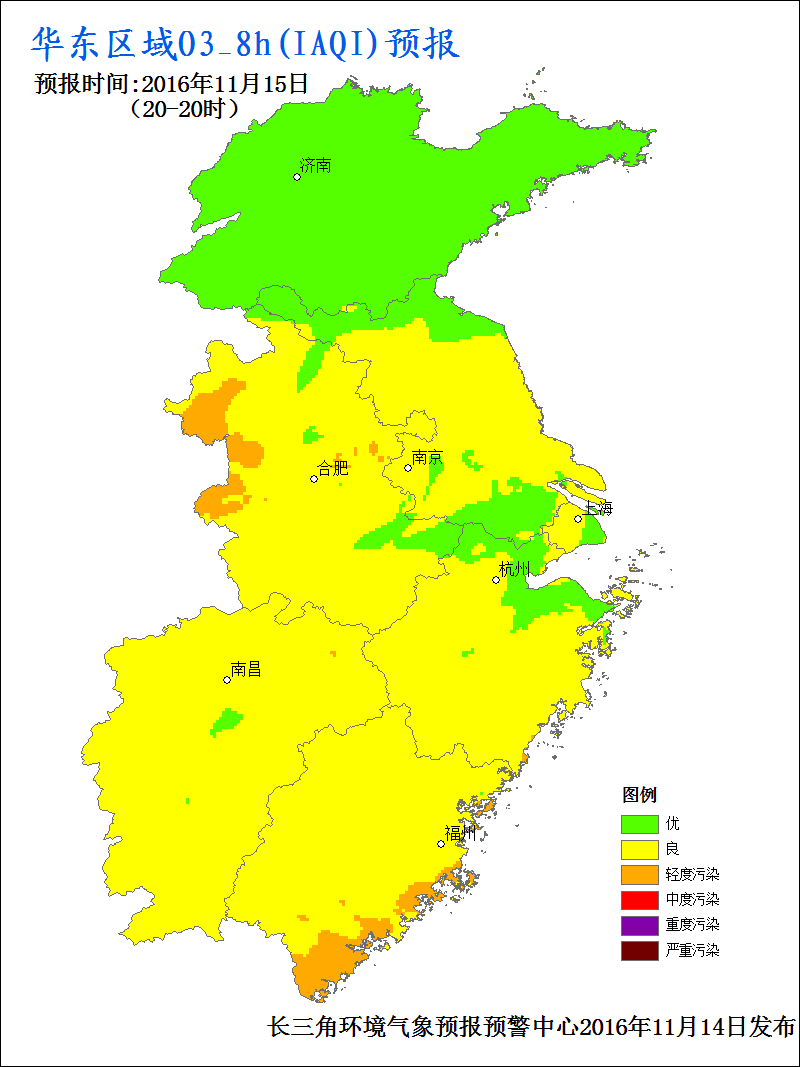 华东区域O3_8h(IAQI)预报
预报时间:2016年11月15日
(20-20时)
济南
南京
合肥
上海
杭州
南昌
福州
图例
优
良
轻度污染
中度污染
重度污染
严重污染
长三角环境气象预报预警中心2016年11月14日发布